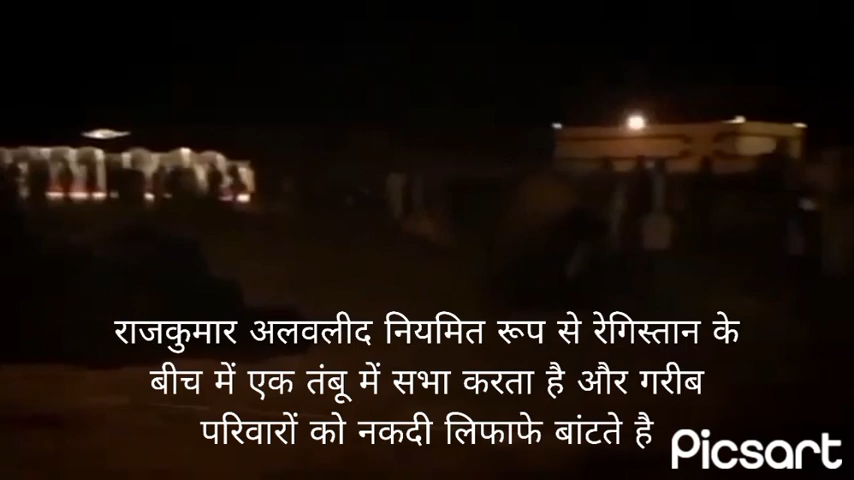 राजकुमार अलवलीद नियमित रूप से रेगिस्तान के
बीच में एक तंबू में सभा करता है और गरीब
परिवारों को नकदी लिफाफे बांटते है
Picsart